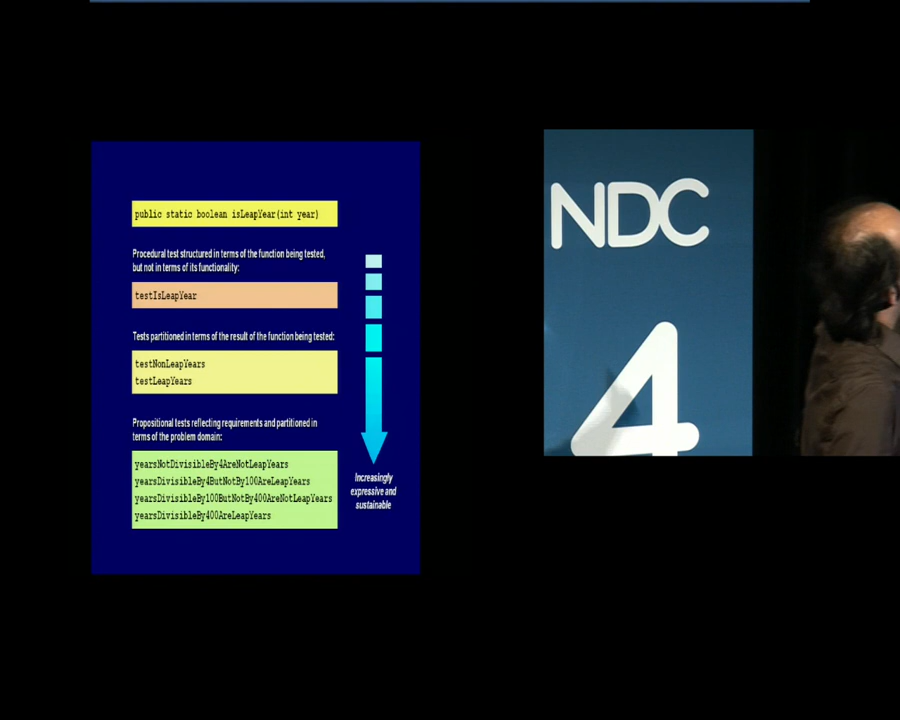 public static boolean isLeapYear(int year)
Procedural test structured in terms of the function being tested,
but not in terms of its functionality:
testIsLeapYear
Tests partitioned in terms of the result of the function being tested:
testNonLeapYears
testLeapYears
Propositional tests reflecting requirements and partitioned in
terms of the problem domain:
yearsNotDivisibleBy4AreNotLeapYears
yearsDivisibleBy4ButNotBy100AreLeapYears
yearsDivisibleBy100ButNotBy400AreNotLeapYears
yearsDivisibleBy400AreLeapYears
Increasingly
expressive and
sustainable
NDC
4